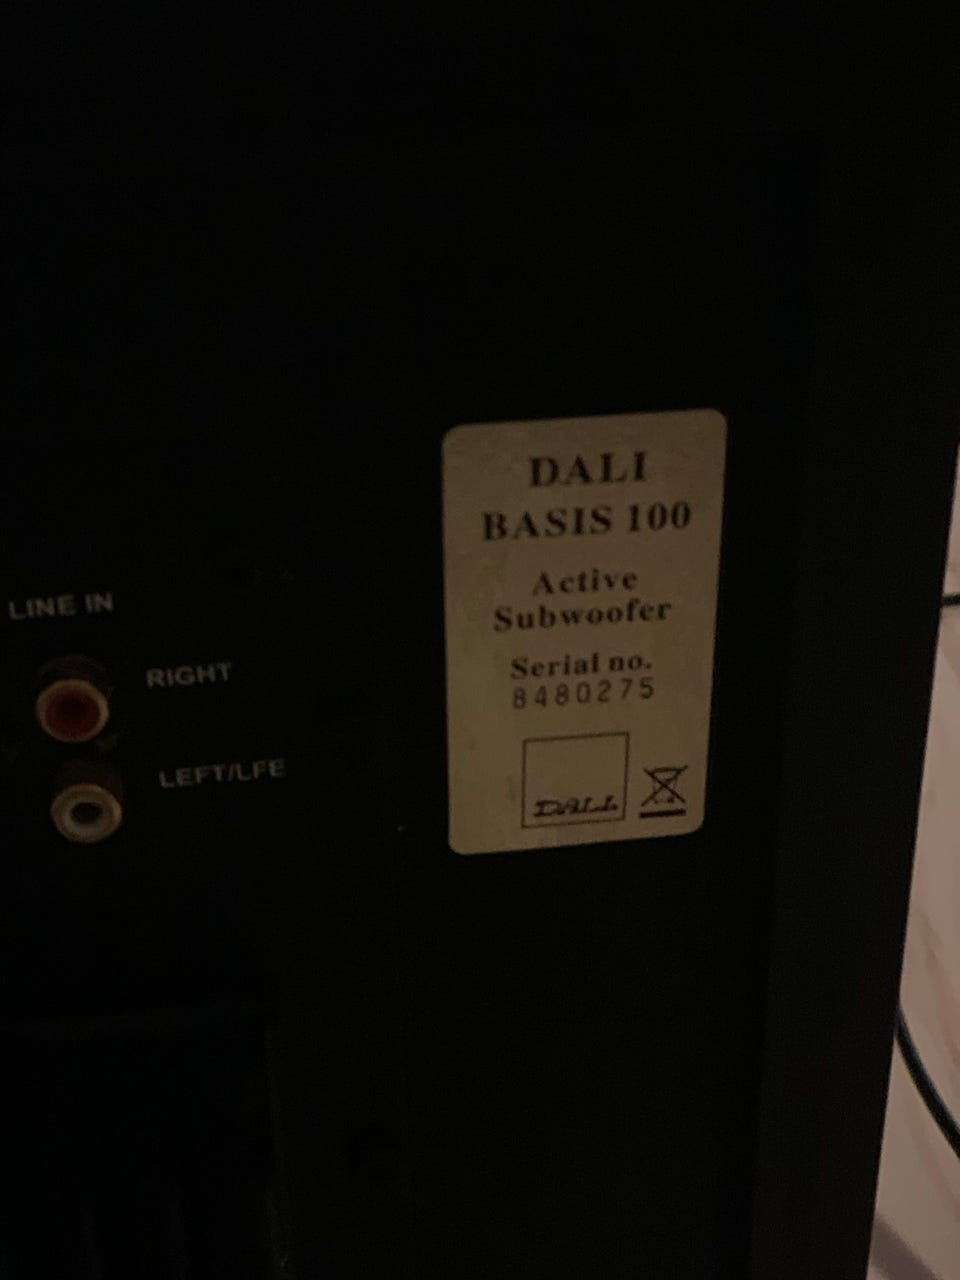 LINE IN
RIGHT
LEFT/LFE
DALI
BASIS 100
Active
Subwoofer
Serial no.
8480275
DALI